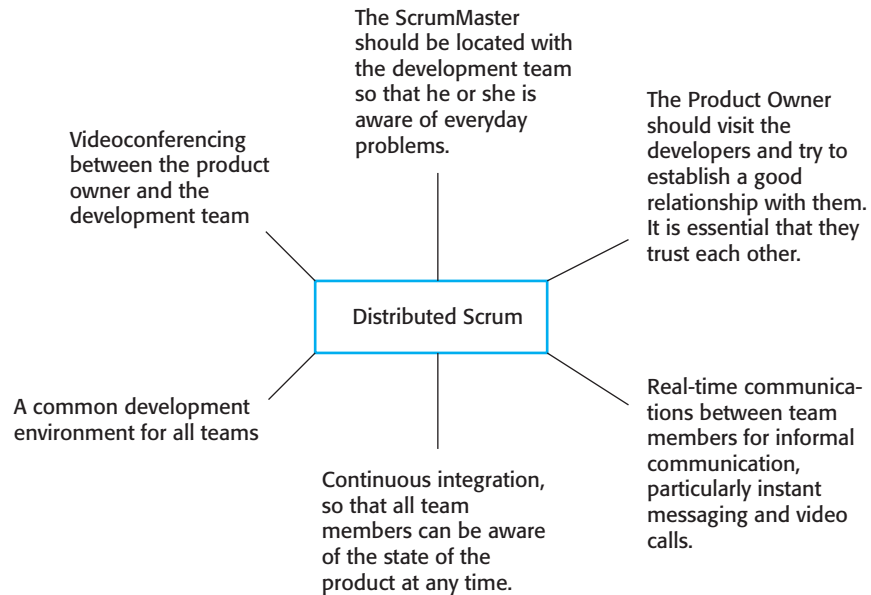 The ScrumMaster
should be located with
the development team
so that he or she is
aware of everyday
problems.
The Product Owner
should visit the
developers and try to
establish a good
relationship with them.
It is essential that they
trust each other.
Videoconferencing
between the product
owner and the
development team
Distributed Scrum
A common development
environment for all teams
Real-time communica-
tions between team
members for informal
communication,
particularly instant
messaging and video
calls.
Continuous integration,
so that all team
members can be aware
of the state of the
product at any time.